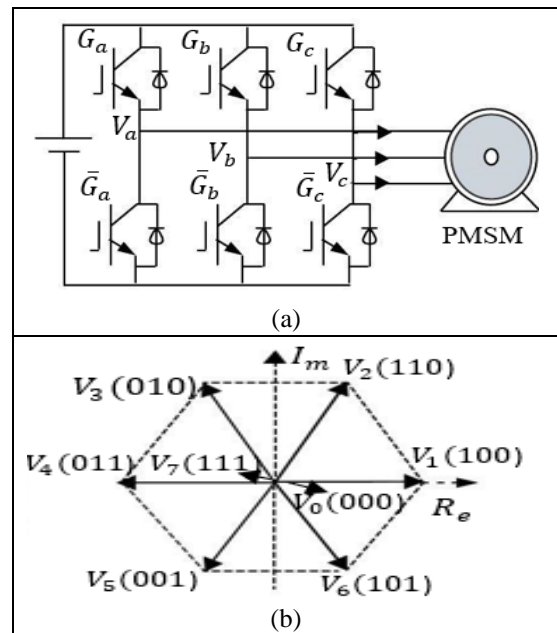 G_a G_b G_c
V_a
V_b
V_c
Ḡ_a Ḡ_b Ḡ_c
PMSM
(a)
I_m
V_3(010) V_2(110)
V_4(011) V_7(111) V_1(100)
V_0(000) R_e
V_5(001) V_6(101)
(b)